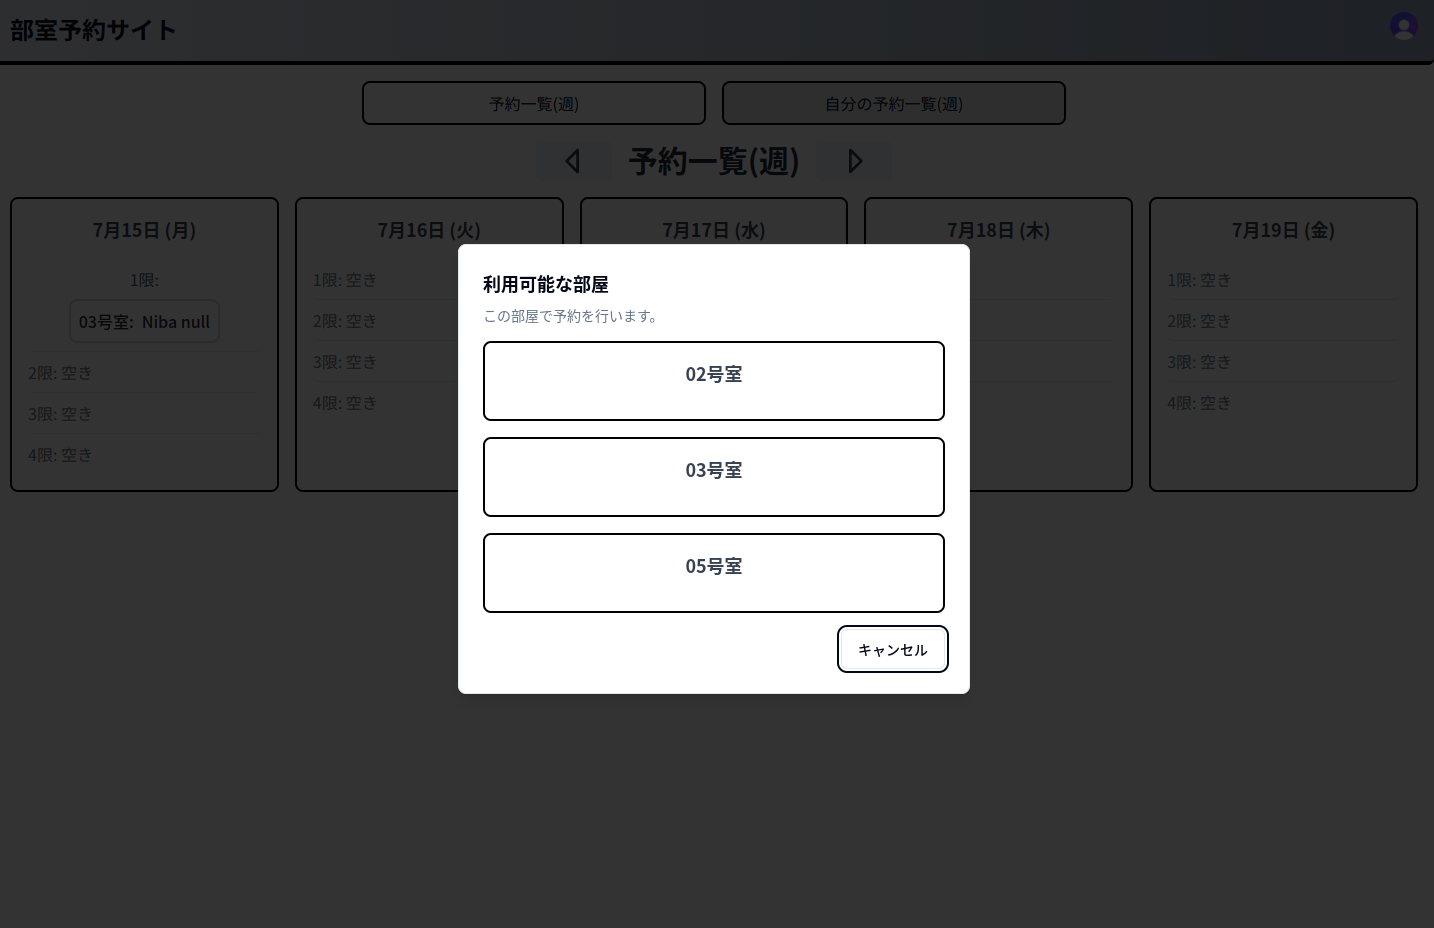 部室予約サイト
予約一覧(週)
自分の予約一覧(週)
予約一覧(週)
7月15日 (月)
1限:
03号室: Niba null
2限: 空き
3限: 空き
4限: 空き
7月16日 (火)
1限: 空き
2限: 空き
3限: 空き
4限: 空き
7月17日 (水)
7月18日 (木)
7月19日 (金)
1限: 空き
2限: 空き
3限: 空き
4限: 空き
利用可能な部屋
この部屋で予約を行います。
02号室
03号室
05号室
キャンセル